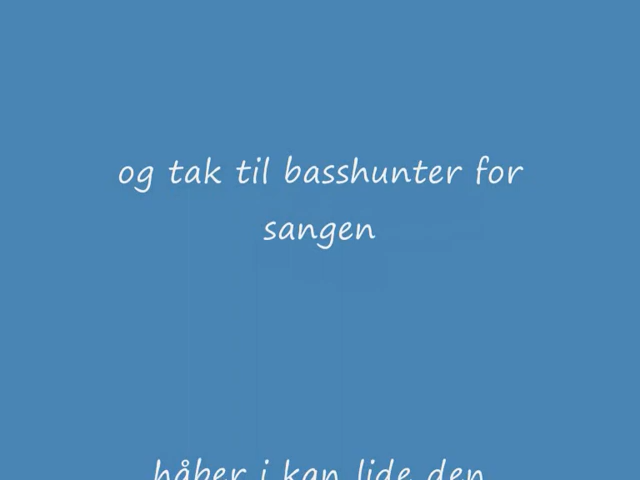 og tak til basshunter for
sangen
håber i kan lide den